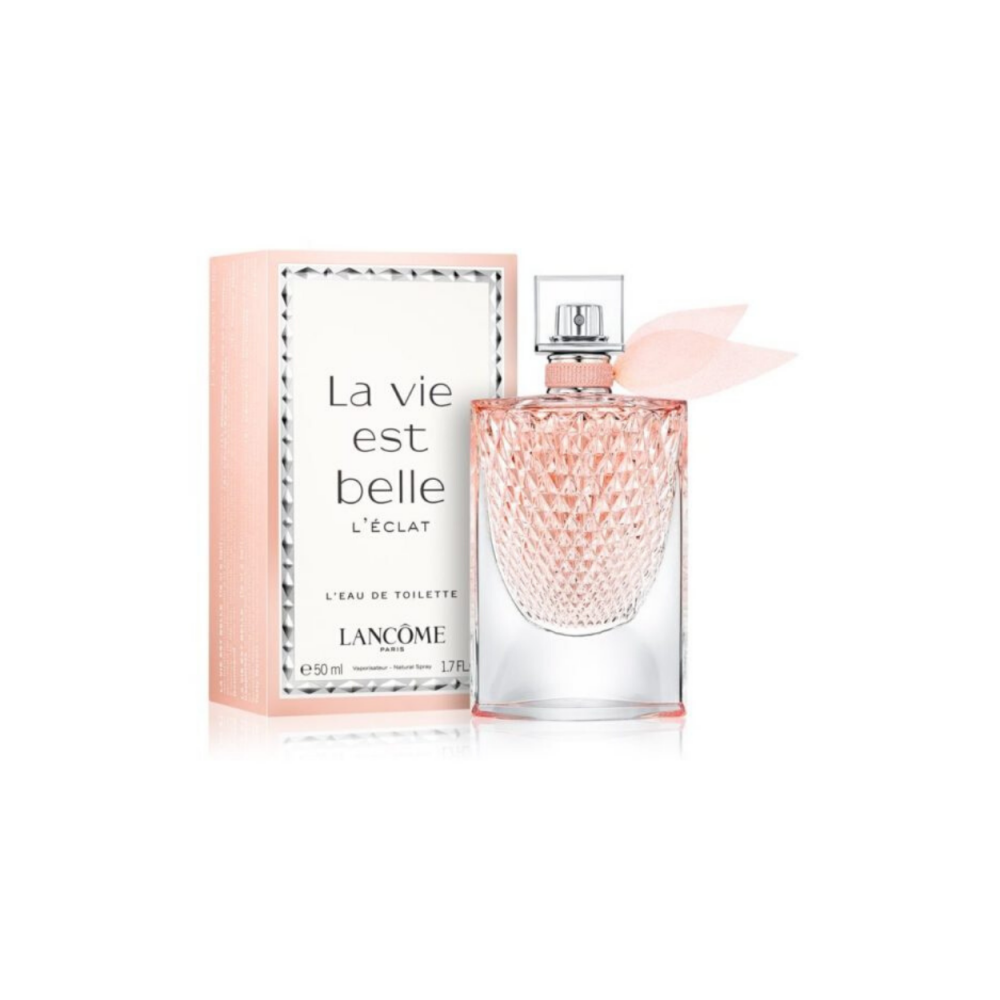 La vie
est
belle
L'ÉCLAT
L'EAU DE TOILETTE
LANCÔME
PARIS
e 50 ml Vaporisateur - Natural Spray 1.7 FL